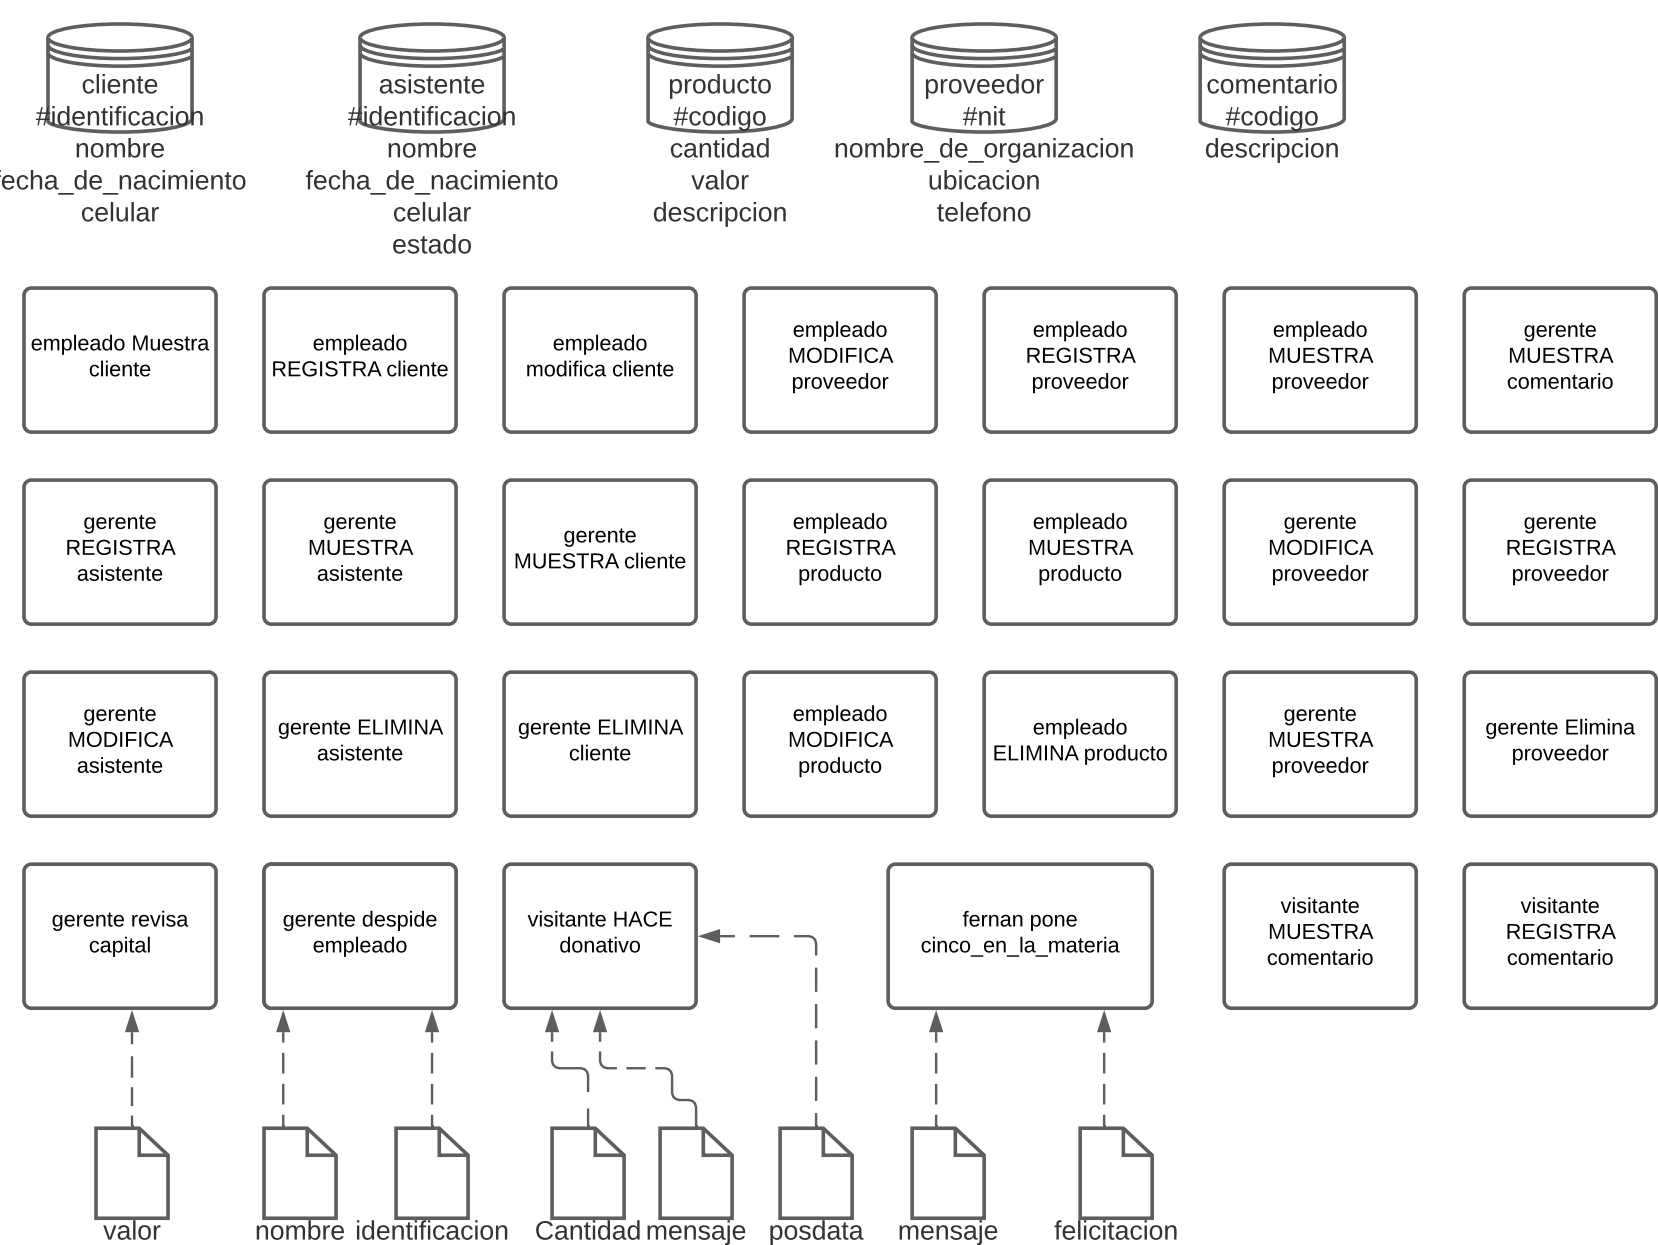 cliente
#identificacion
nombre
fecha_de_nacimiento
celular
asistente
#identificacion
nombre
fecha_de_nacimiento
celular
estado
producto
#codigo
cantidad
valor
descripcion
proveedor
#nit
nombre_de_organizacion
ubicacion
telefono
comentario
#codigo
descripcion
empleado Muestra
cliente
empleado
REGISTRA cliente
empleado
modifica cliente
empleado
MODIFICA
proveedor
empleado
REGISTRA
proveedor
empleado
MUESTRA
proveedor
gerente
MUESTRA
comentario
gerente
REGISTRA
asistente
gerente
MUESTRA
asistente
gerente
MUESTRA cliente
empleado
REGISTRA
producto
empleado
MUESTRA
producto
gerente
MODIFICA
proveedor
gerente
REGISTRA
proveedor
gerente
MODIFICA
asistente
gerente ELIMINA
asistente
gerente ELIMINA
cliente
empleado
MODIFICA
producto
empleado
ELIMINA producto
gerente
MUESTRA
proveedor
gerente Elimina
proveedor
gerente revisa
capital
gerente despide
empleado
visitante HACE
donativo
fernan pone
cinco_en_la_materia
visitante
MUESTRA
comentario
visitante
REGISTRA
comentario
valor
nombre
identificacion
Cantidad
mensaje
posdata
mensaje
felicitacion